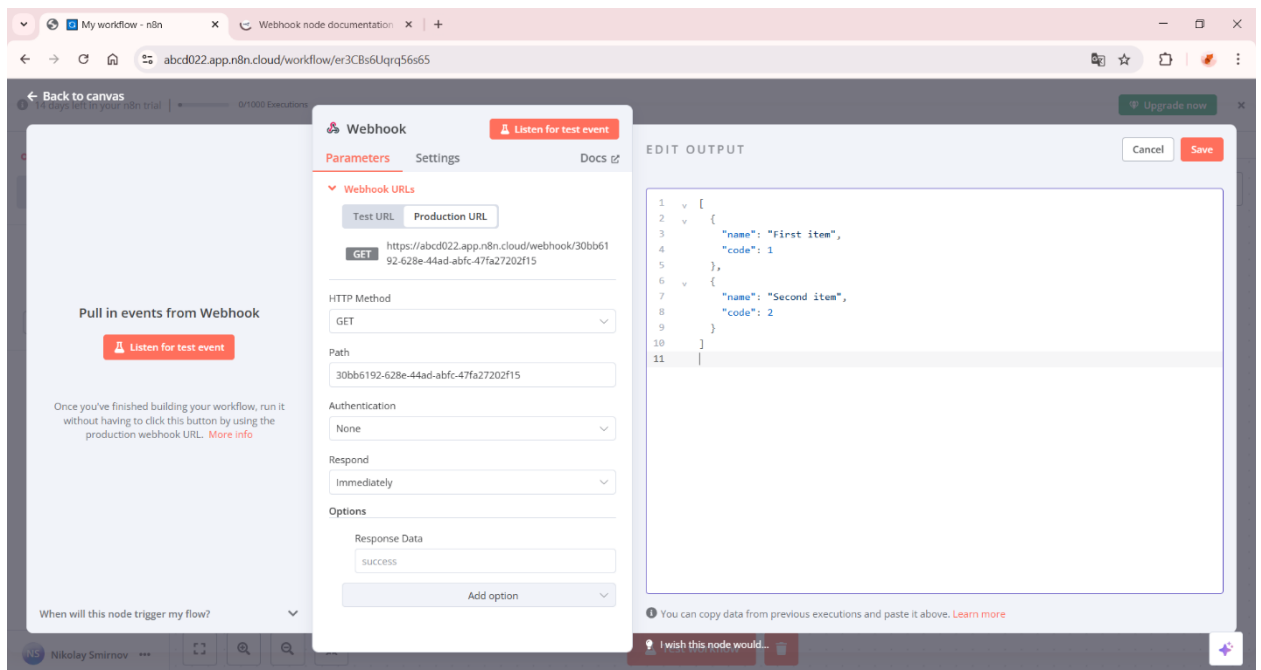 My workflow - n8n
Webhook node documentation
abcd022.app.n8n.cloud/workflow/er3CBs6Uqrq56s65
Back to canvas
14 days left in your n8n trial
0/1000 Executions
Upgrade now
Webhook
Listen for test event
Parameters
Settings
Docs
Webhook URLs
Test URL
Production URL
GET
https://abcd022.app.n8n.cloud/webhook/30bb61
92-628e-44ad-abfc-47fa27202f15
HTTP Method
GET
Path
30bb6192-628e-44ad-abfc-47fa27202f15
Authentication
None
Respond
Immediately
Options
Response Data
success
Add option
Pull in events from Webhook
Listen for test event
Once you've finished building your workflow, run it
without having to click this button by using the
production webhook URL. More info
When will this node trigger my flow?
EDIT OUTPUT
Cancel
Save
1 [
2 {
3 "name": "First item",
4 "code": 1
5 },
6 {
7 "name": "Second item",
8 "code": 2
9 }
10 ]
11
You can copy data from previous executions and paste it above. Learn more
I wish this node would...
NS
Nikolay Smirnov